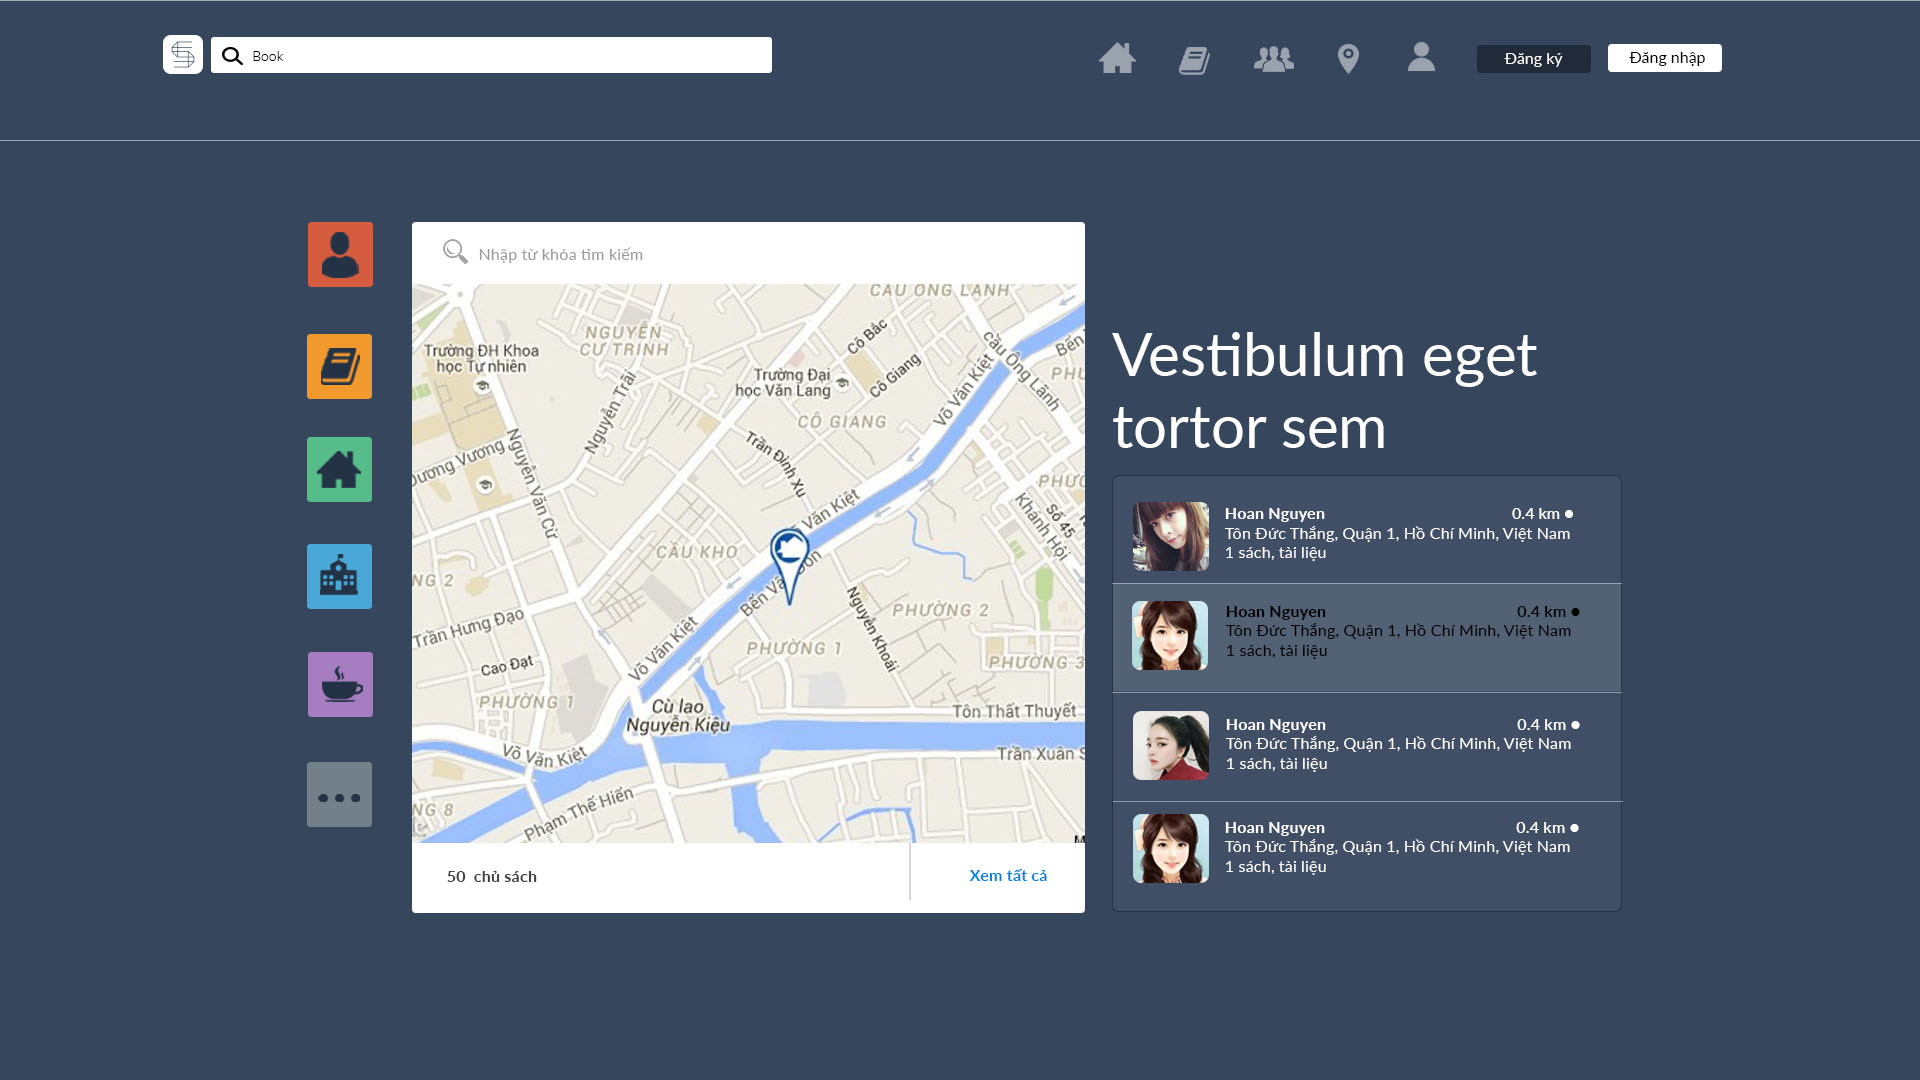 Book
Đăng ký
Đăng nhập
Nhập từ khóa tìm kiếm
CẦU ÔNG LÃNH
NGUYỄN
CƯ TRINH
Cô Bắc
Cầu Ông Lãnh
Bến
Trường ĐH Khoa
học Tự nhiên
Trường Đại
học Văn Lang
Cô Giang
Võ Văn Kiệt
Nguyễn Trãi
CÔ GIANG
Dương Vương
Nguyễn Văn Cừ
Trần Đình Xu
Khánh Hội
Số 45
Võ Văn Kiệt
CẦU KHO
NG 2
Bến Vân Đồn
Nguyễn Khoái
PHƯỜNG 2
Trần Hưng Đạo
Võ Văn Kiệt
PHƯỜNG 1
PHƯỜNG 3
Cao Đạt
PHƯỜNG 1
Cù lao
Nguyễn Kiệu
Tôn Thất Thuyết
Võ Văn Kiệt
Trần Xuân S
NG 8
Phạm Thế Hiển
50 chủ sách
Xem tất cả
Vestibulum eget
tortor sem
Hoan Nguyen 0.4 km
Tôn Đức Thắng, Quận 1, Hồ Chí Minh, Việt Nam
1 sách, tài liệu
Hoan Nguyen 0.4 km
Tôn Đức Thắng, Quận 1, Hồ Chí Minh, Việt Nam
1 sách, tài liệu
Hoan Nguyen 0.4 km
Tôn Đức Thắng, Quận 1, Hồ Chí Minh, Việt Nam
1 sách, tài liệu
Hoan Nguyen 0.4 km
Tôn Đức Thắng, Quận 1, Hồ Chí Minh, Việt Nam
1 sách, tài liệu